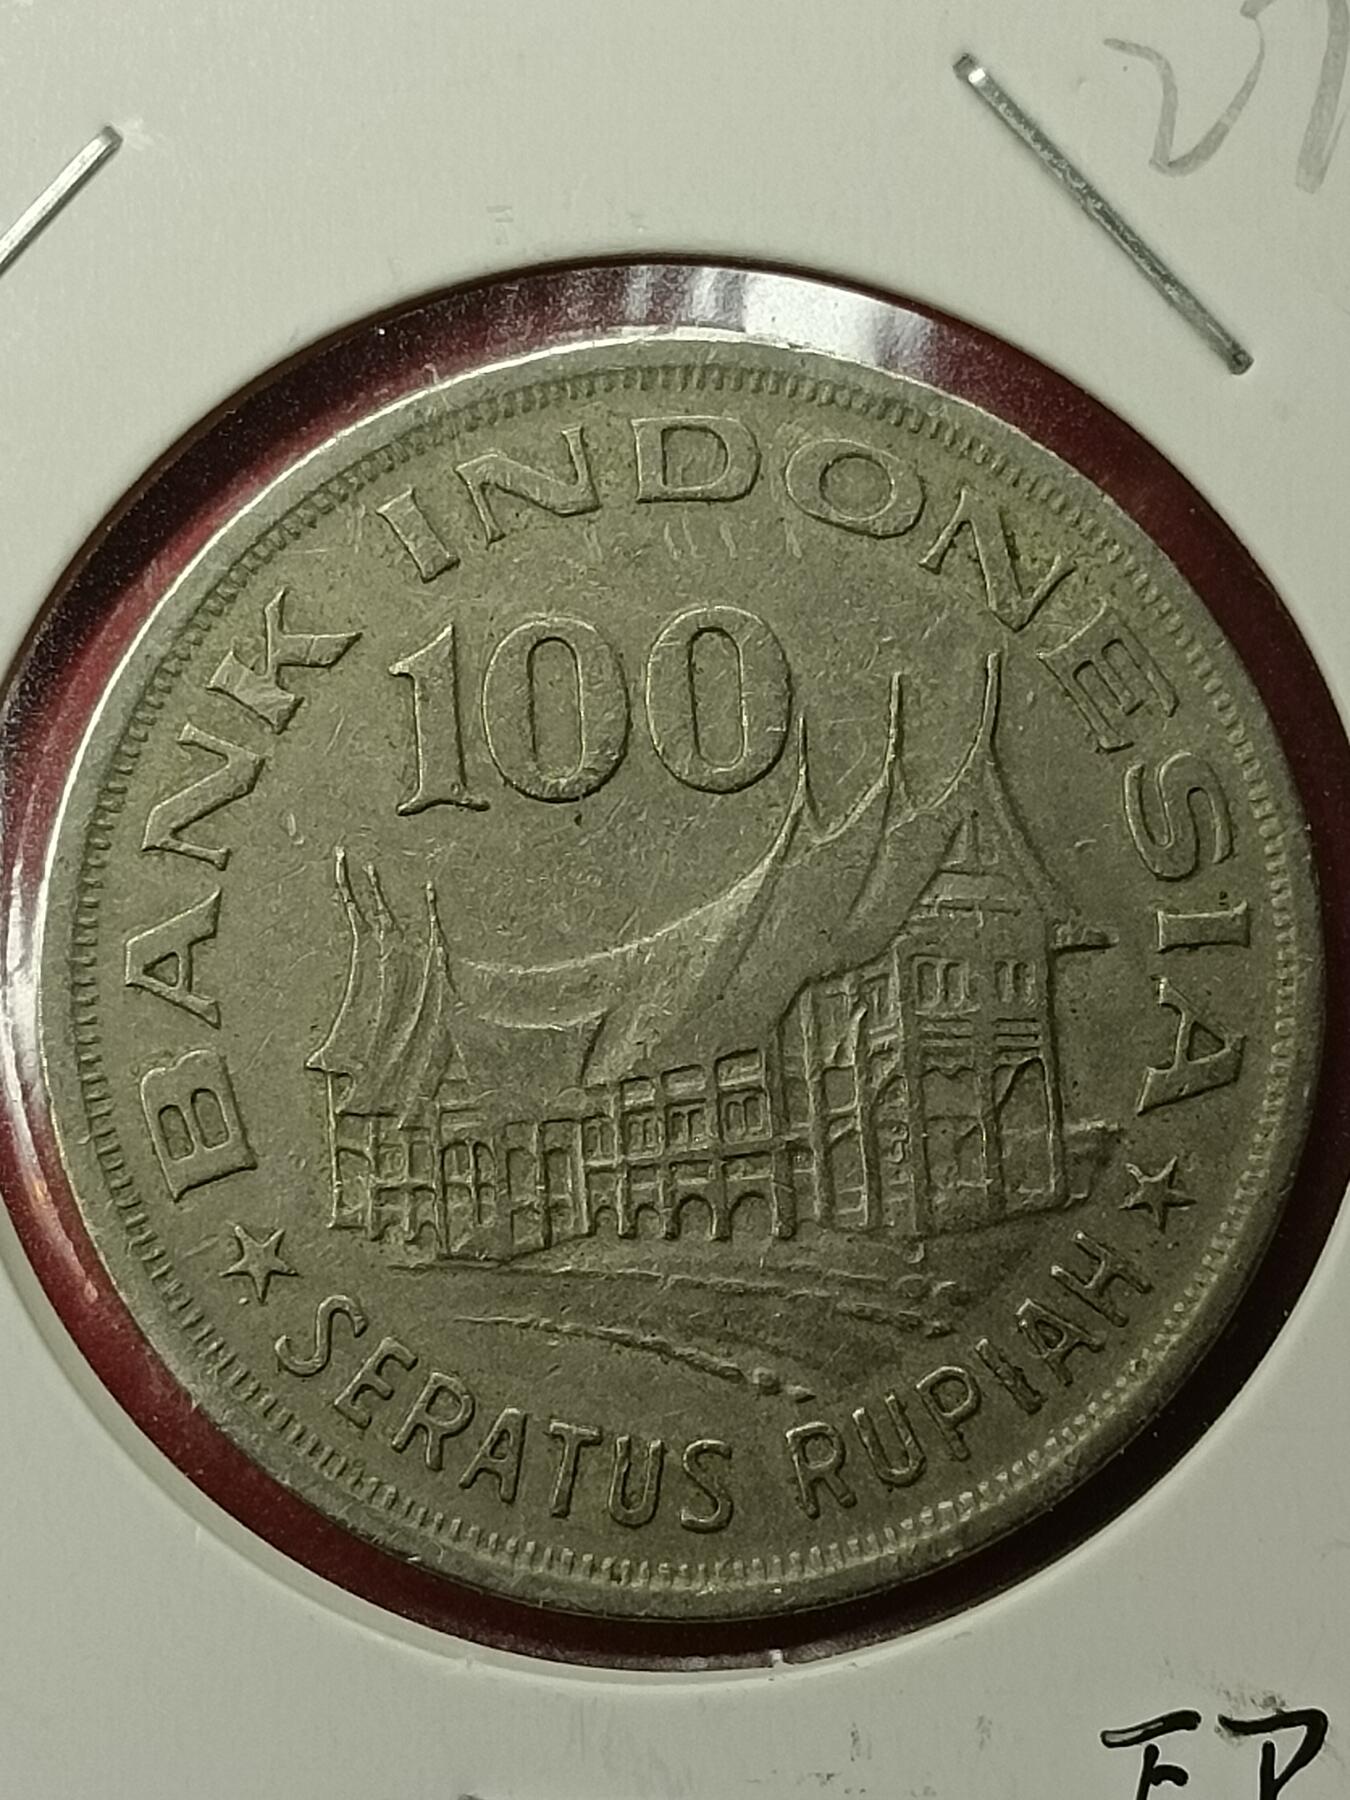 BANK INDONESIA
100
SERATUS RUPIAH